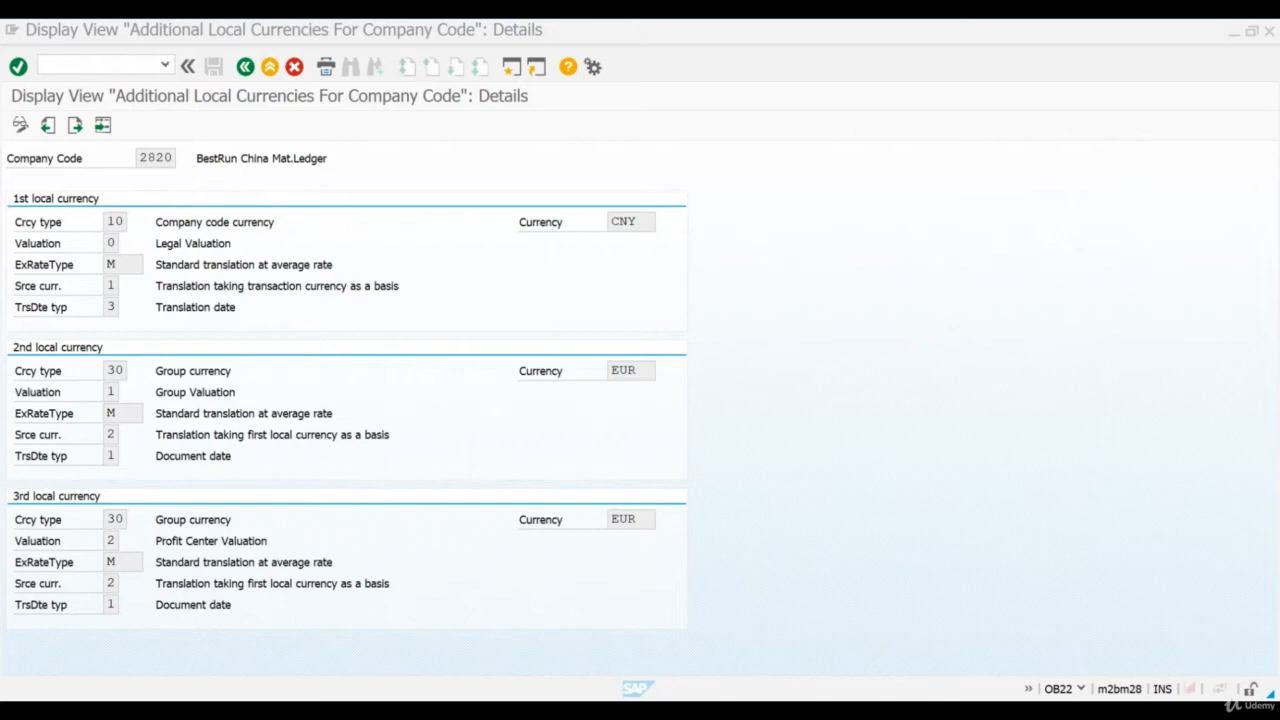 Display View "Additional Local Currencies For Company Code": Details
Display View "Additional Local Currencies For Company Code": Details
Company Code 2820 BestRun China Mat.Ledger
1st local currency
Crcy type 10 Company code currency Currency CNY
Valuation 0 Legal Valuation
ExRateType M Standard translation at average rate
Srce curr. 1 Translation taking transaction currency as a basis
TrsDte typ 3 Translation date
2nd local currency
Crcy type 30 Group currency Currency EUR
Valuation 1 Group Valuation
ExRateType M Standard translation at average rate
Srce curr. 2 Translation taking first local currency as a basis
TrsDte typ 1 Document date
3rd local currency
Crcy type 30 Group currency Currency EUR
Valuation 2 Profit Center Valuation
ExRateType M Standard translation at average rate
Srce curr. 2 Translation taking first local currency as a basis
TrsDte typ 1 Document date
SAP OB22 m2bm28 INS
Udemy